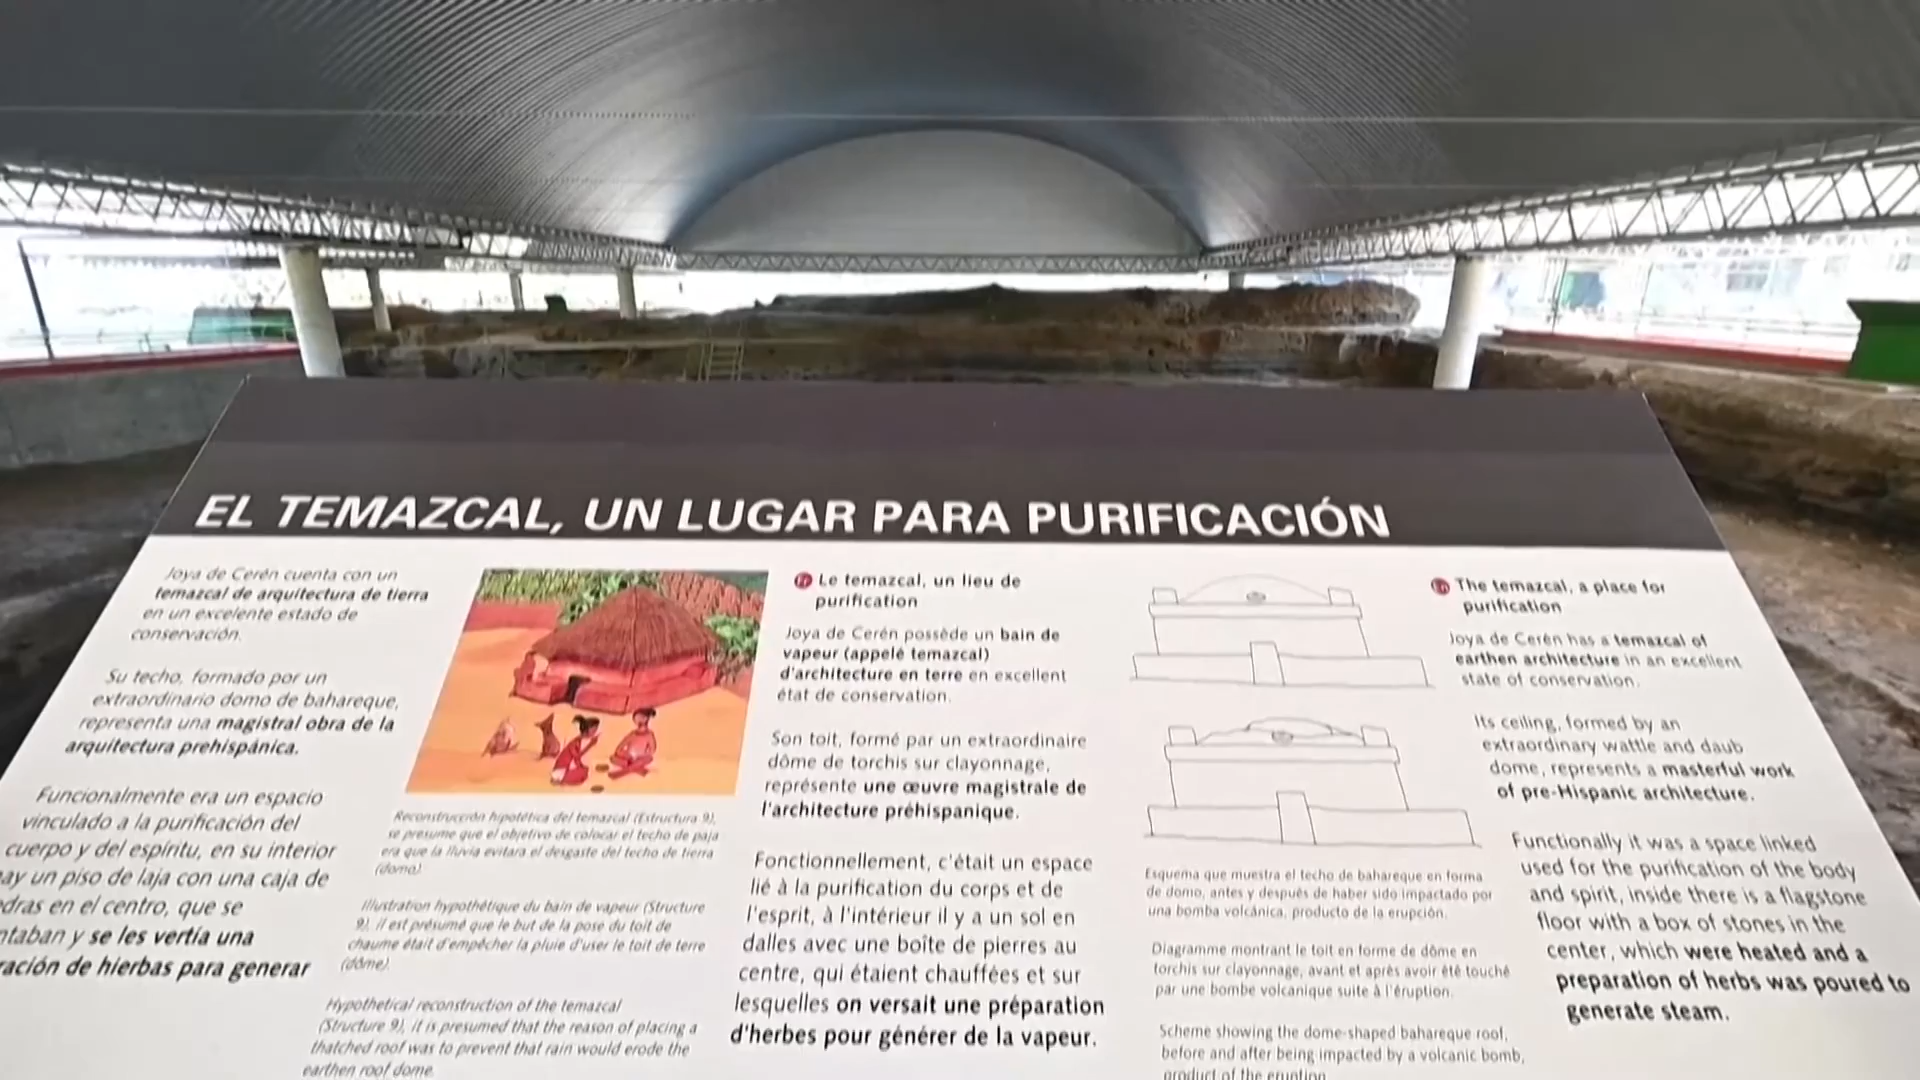 EL TEMAZCAL, UN LUGAR PARA PURIFICACIÓN
Joya de Cerén cuenta con un
temazcal de arquitectura de tierra
en un excelente estado de
conservación.
Su techo, formado por un
extraordinario domo de bahareque,
representa una magistral obra de la
arquitectura prehispánica.
Funcionalmente era un espacio
vinculado a la purificación del
cuerpo y del espíritu, en su interior
un piso de laja con una caja de
en el centro, que se
y se les vertía una
de hierbas para generar
Reconstrucción hipotética del temazcal (Estructura 9),
se presume que el objetivo de colocar el techo de paja
era que la lluvia evitara el desgaste del techo de tierra
(domo).
Illustration hypothétique du bain de vapeur (Structure
9), il est présumé que le but de la pose du toit de
chaume était d'empêcher la pluie d'user le toit de terre
(dôme).
Hypothetical reconstruction of the temazcal
(Structure 9), it is presumed that the reason of placing a
thatched roof was to prevent that rain would erode the
earthen roof dome.
Le temazcal, un lieu de
purification
Joya de Cerén possède un bain de
vapeur (appelé temazcal)
d'architecture en terre en excellent
état de conservation.
Son toit, formé par un extraordinaire
dôme de torchis sur clayonnage,
représente une œuvre magistrale de
l'architecture préhispanique.
Fonctionnellement, c'était un espace
lié à la purification du corps et de
l'esprit, à l'intérieur il y a un sol en
dalles avec une boîte de pierres au
centre, qui étaient chauffées et sur
lesquelles on versait une préparation
d'herbes pour générer de la vapeur.
Esquema que muestra el techo de bahareque en forma
de domo, antes y después de haber sido impactado por
una bomba volcánica, producto de la erupción.
Diagramme montrant le toit en forme de dôme en
torchis sur clayonnage, avant et après avoir été touché
par une bombe volcanique suite à l'éruption.
Scheme showing the dome-shaped bahareque roof,
before and after being impacted by a volcanic bomb,
product of the eruption.
The temazcal, a place for
purification
Joya de Cerén has a temazcal of
earthen architecture in an excellent
state of conservation.
Its ceiling, formed by an
extraordinary wattle and daub
dome, represents a masterful work
of pre-Hispanic architecture.
Functionally it was a space linked
used for the purification of the body
and spirit, inside there is a flagstone
floor with a box of stones in the
center, which were heated and a
preparation of herbs was poured to
generate steam.